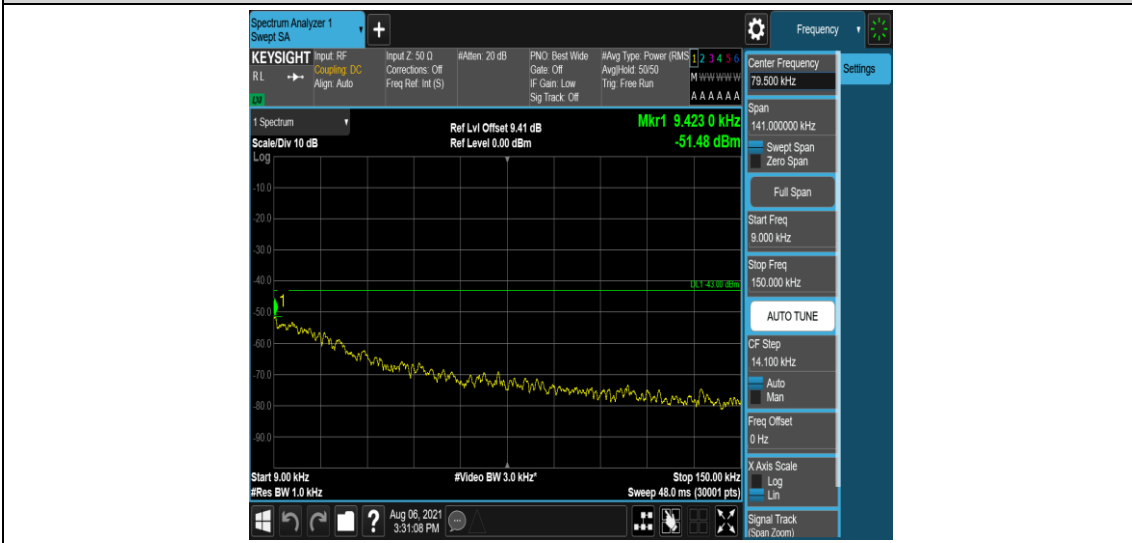 Spectrum Analyzer 1
Swept SA
+
Frequency
KEYSIGHT
RL
LXI
Input: RF
Coupling: DC
Align: Auto
Input Z: 50 Ω
Corrections: Off
Freq Ref: Int (S)
#Atten: 20 dB
PNO: Best Wide
Gate: Off
IF Gain: Low
Sig Track: Off
#Avg Type: Power (RMS
Avg|Hold: 50/50
Trig: Free Run
1 2 3 4 5 6
M W W W W W
A A A A A A
1 Spectrum
Scale/Div 10 dB
Ref Lvl Offset 9.41 dB
Ref Level 0.00 dBm
Mkr1 9.423 0 kHz
-51.48 dBm
Log
-10.0
-20.0
-30.0
-40.0
DL1 -43.00 dBm
1
-50.0
-60.0
-70.0
-80.0
-90.0
Start 9.00 kHz
#Video BW 3.0 kHz*
Stop 150.00 kHz
#Res BW 1.0 kHz
Sweep 48.0 ms (30001 pts)
?
Aug 06, 2021
3:31:08 PM
Center Frequency
79.500 kHz
Settings
Span
141.000000 kHz
Swept Span
Zero Span
Full Span
Start Freq
9.000 kHz
Stop Freq
150.000 kHz
AUTO TUNE
CF Step
14.100 kHz
Auto
Man
Freq Offset
0 Hz
X Axis Scale
Log
Lin
Signal Track
(Span Zoom)